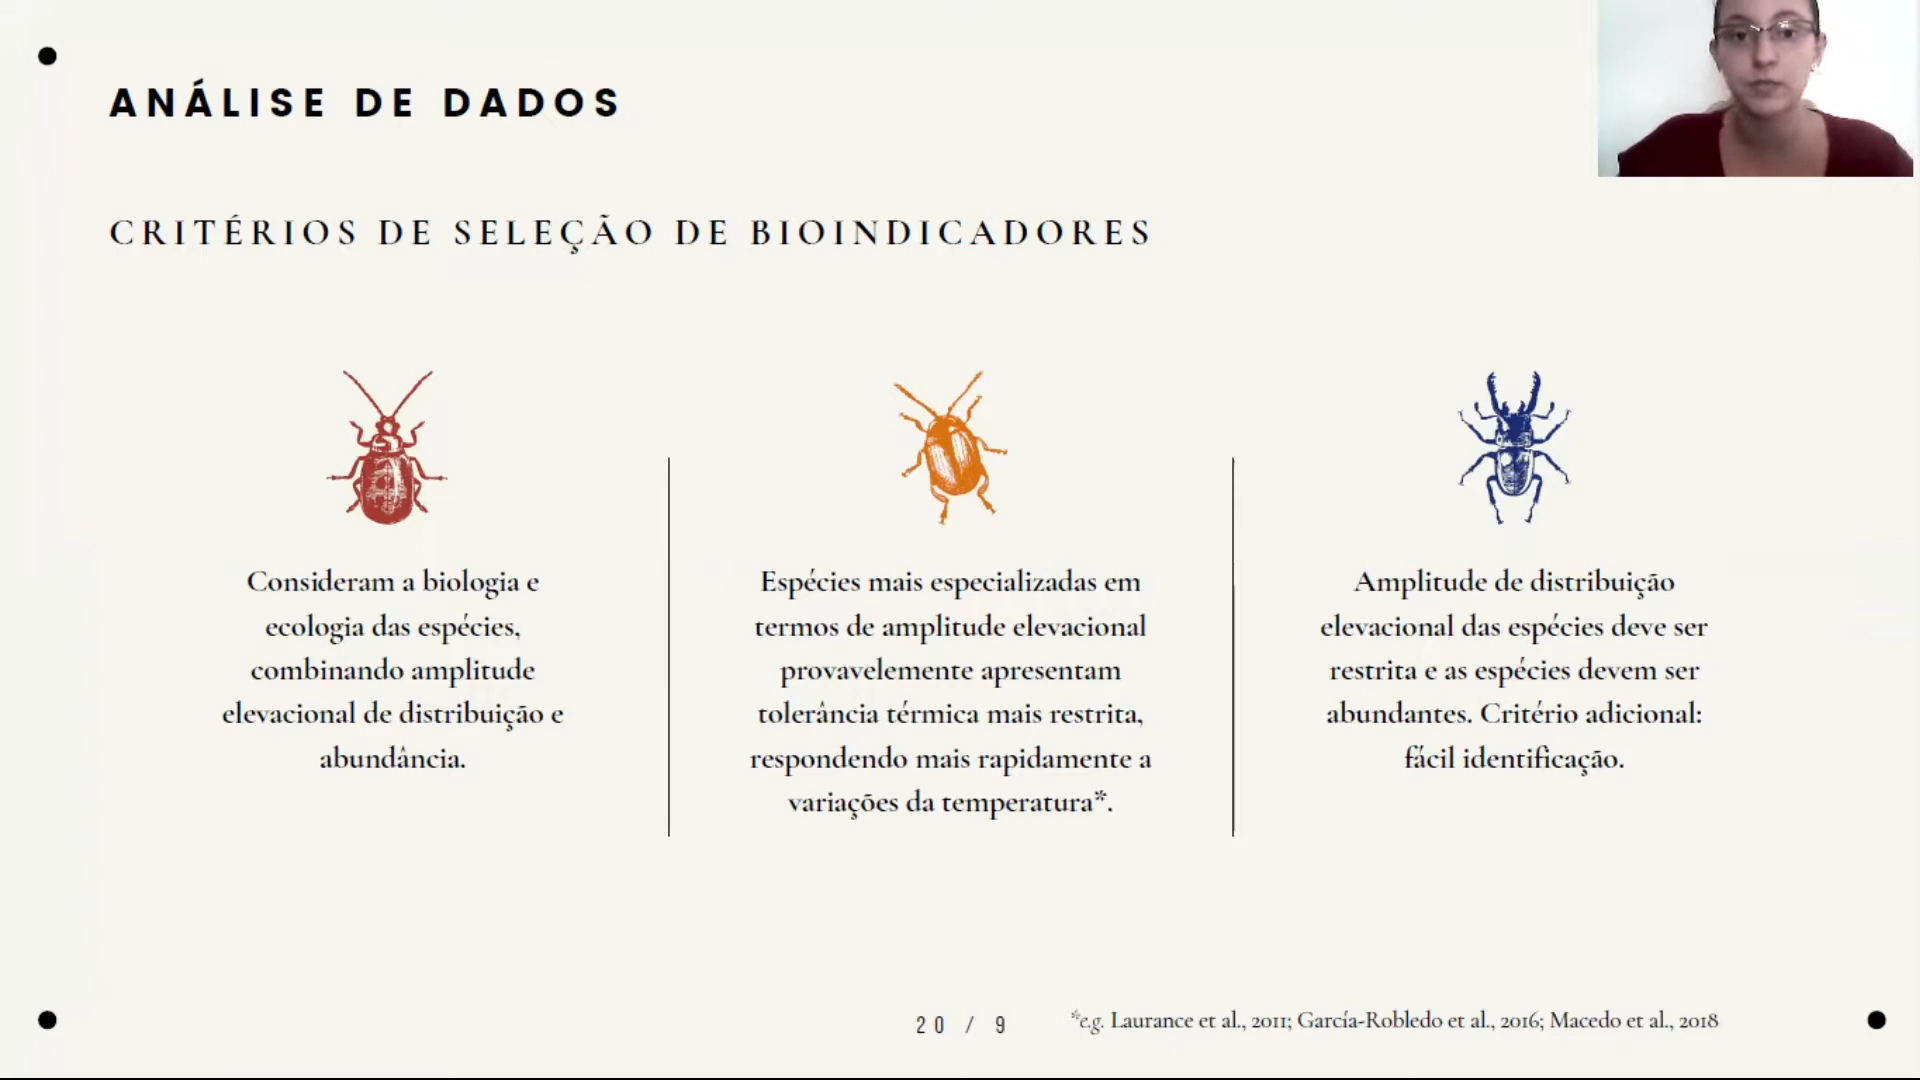 ANÁLISE DE DADOS
CRITÉRIOS DE SELEÇÃO DE BIOINDICADORES
Consideram a biologia e
ecologia das espécies,
combinando amplitude
elevacional de distribuição e
abundância.
Espécies mais especializadas em
termos de amplitude elevacional
provavelemente apresentam
tolerância térmica mais restrita,
respondendo mais rapidamente a
variações da temperatura*.
Amplitude de distribuição
elevacional das espécies deve ser
restrita e as espécies devem ser
abundantes. Critério adicional:
fácil identificação.
20 / 9
*e.g. Laurance et al., 2011; García-Robledo et al., 2016; Macedo et al., 2018